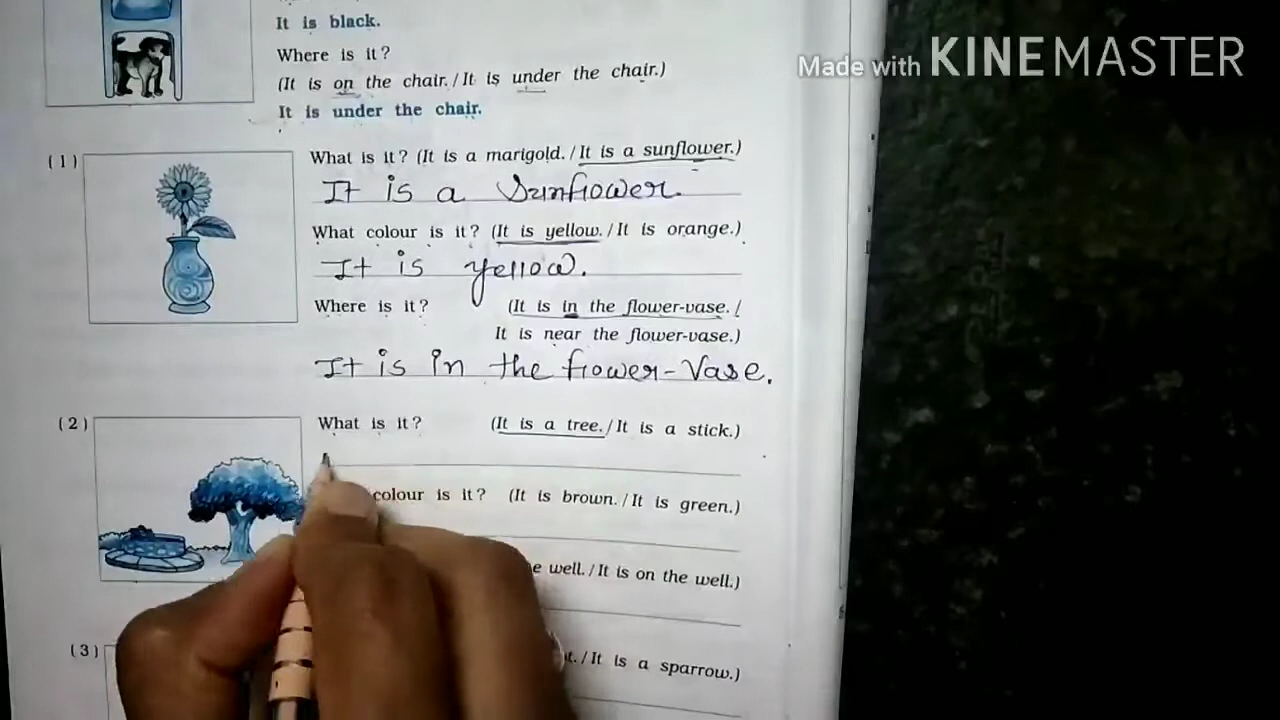 It is black.
Where is it?
(It is on the chair./It is under the chair.)
It is under the chair.
Made with KINEMASTER
(1)
What is it? (It is a marigold./It is a sunflower.)
It is a Sunflower.
What colour is it? (It is yellow./It is orange.)
It is yellow.
Where is it? (It is in the flower-vase./
It is near the flower-vase.)
It is in the flower-Vase.
(2)
What is it? (It is a tree./It is a stick.)
colour is it? (It is brown./It is green.)
well./It is on the well.)
(3)
/It is a sparrow.)